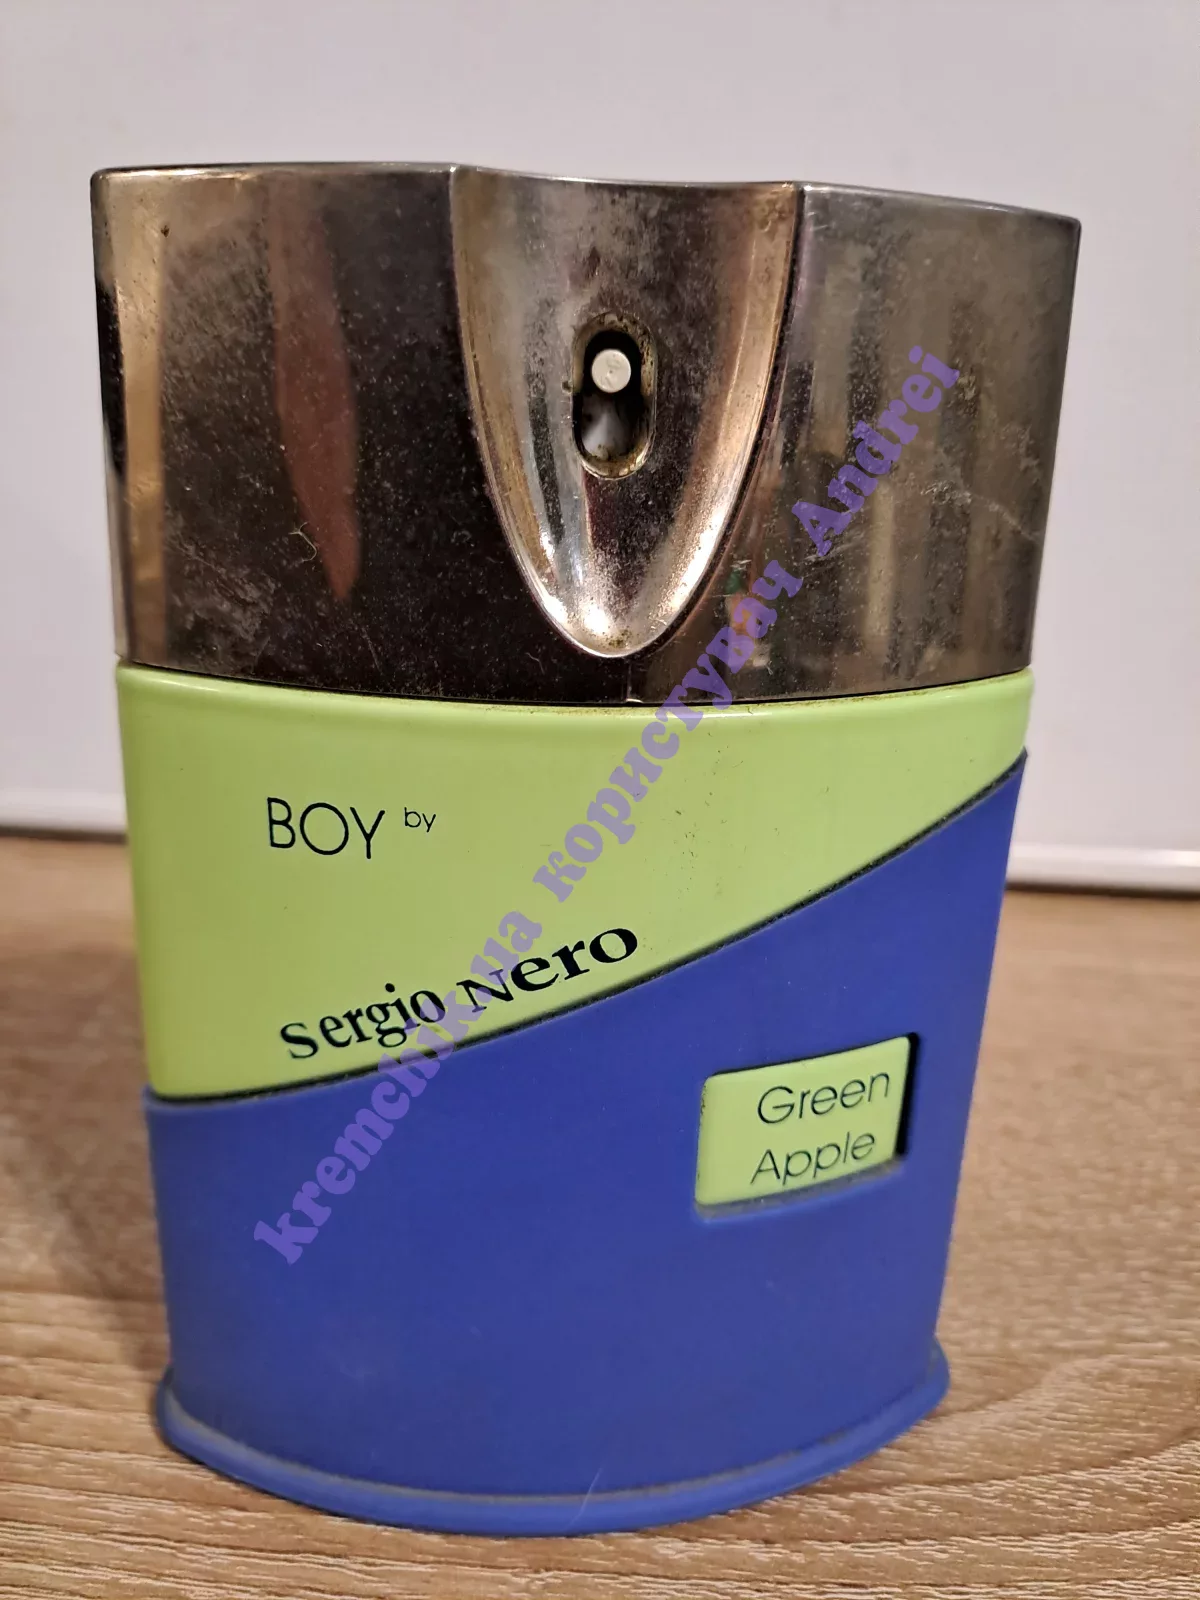 BOY by
sergio Nero
Green
Apple
kremchik.ua користувач Andrei